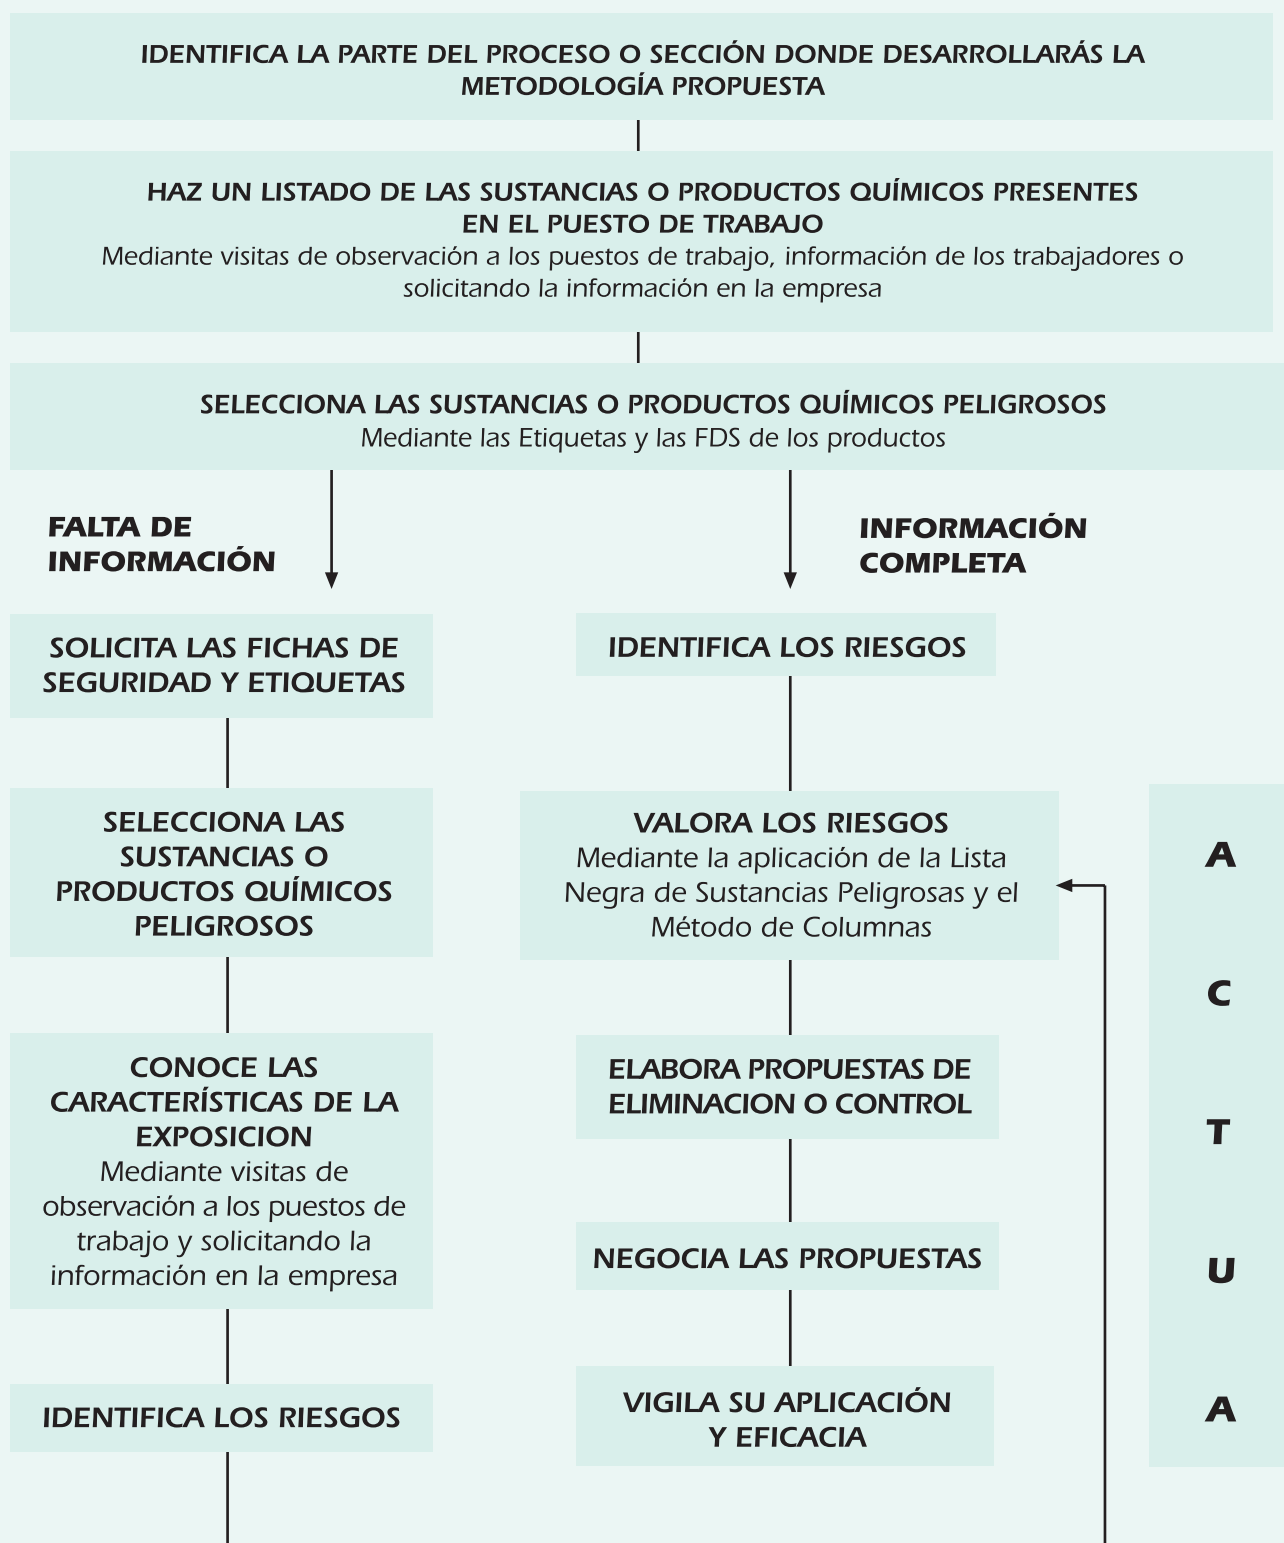 IDENTIFICA LA PARTE DEL PROCESO O SECCIÓN DONDE DESARROLLARÁS LA
METODOLOGÍA PROPUESTA
HAZ UN LISTADO DE LAS SUSTANCIAS O PRODUCTOS QUÍMICOS PRESENTES
EN EL PUESTO DE TRABAJO
Mediante visitas de observación a los puestos de trabajo, información de los trabajadores o
solicitando la información en la empresa
SELECCIONA LAS SUSTANCIAS O PRODUCTOS QUÍMICOS PELIGROSOS
Mediante las Etiquetas y las FDS de los productos
FALTA DE
INFORMACIÓN
SOLICITA LAS FICHAS DE
SEGURIDAD Y ETIQUETAS
SELECCIONA LAS
SUSTANCIAS O
PRODUCTOS QUÍMICOS
PELIGROSOS
CONOCE LAS
CARACTERÍSTICAS DE LA
EXPOSICION
Mediante visitas de
observación a los puestos de
trabajo y solicitando la
información en la empresa
IDENTIFICA LOS RIESGOS
INFORMACIÓN
COMPLETA
IDENTIFICA LOS RIESGOS
VALORA LOS RIESGOS
Mediante la aplicación de la Lista
Negra de Sustancias Peligrosas y el
Método de Columnas
ELABORA PROPUESTAS DE
ELIMINACION O CONTROL
NEGOCIA LAS PROPUESTAS
VIGILA SU APLICACIÓN
Y EFICACIA
A
C
T
U
A